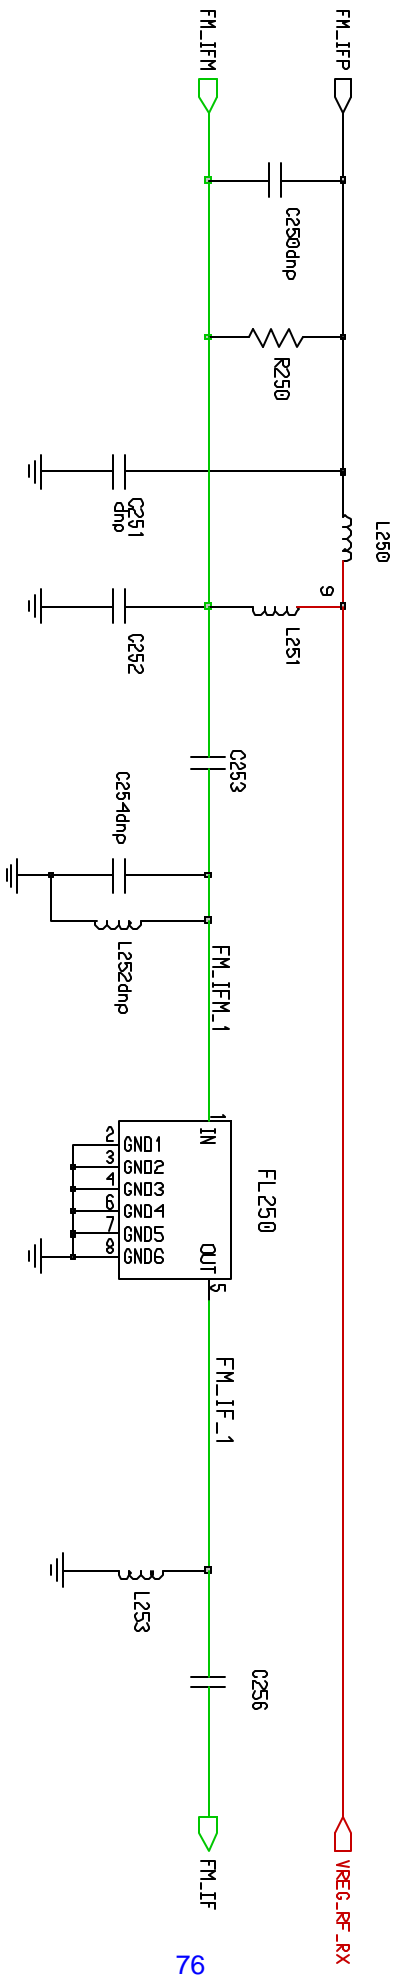 FM_IFM
FM_IFP
C250dnp
R250
C251
dnp
L250
9
L251
C252
C253
C254dnp
L252dnp
FM_IFM_1
1
IN
2
GND1
3
GND2
4
GND3
6
GND4
7
GND5
8
GND6
FL250
OUT
5
FM_IF_1
L253
C256
FM_IF
VREG_RF_RX
76